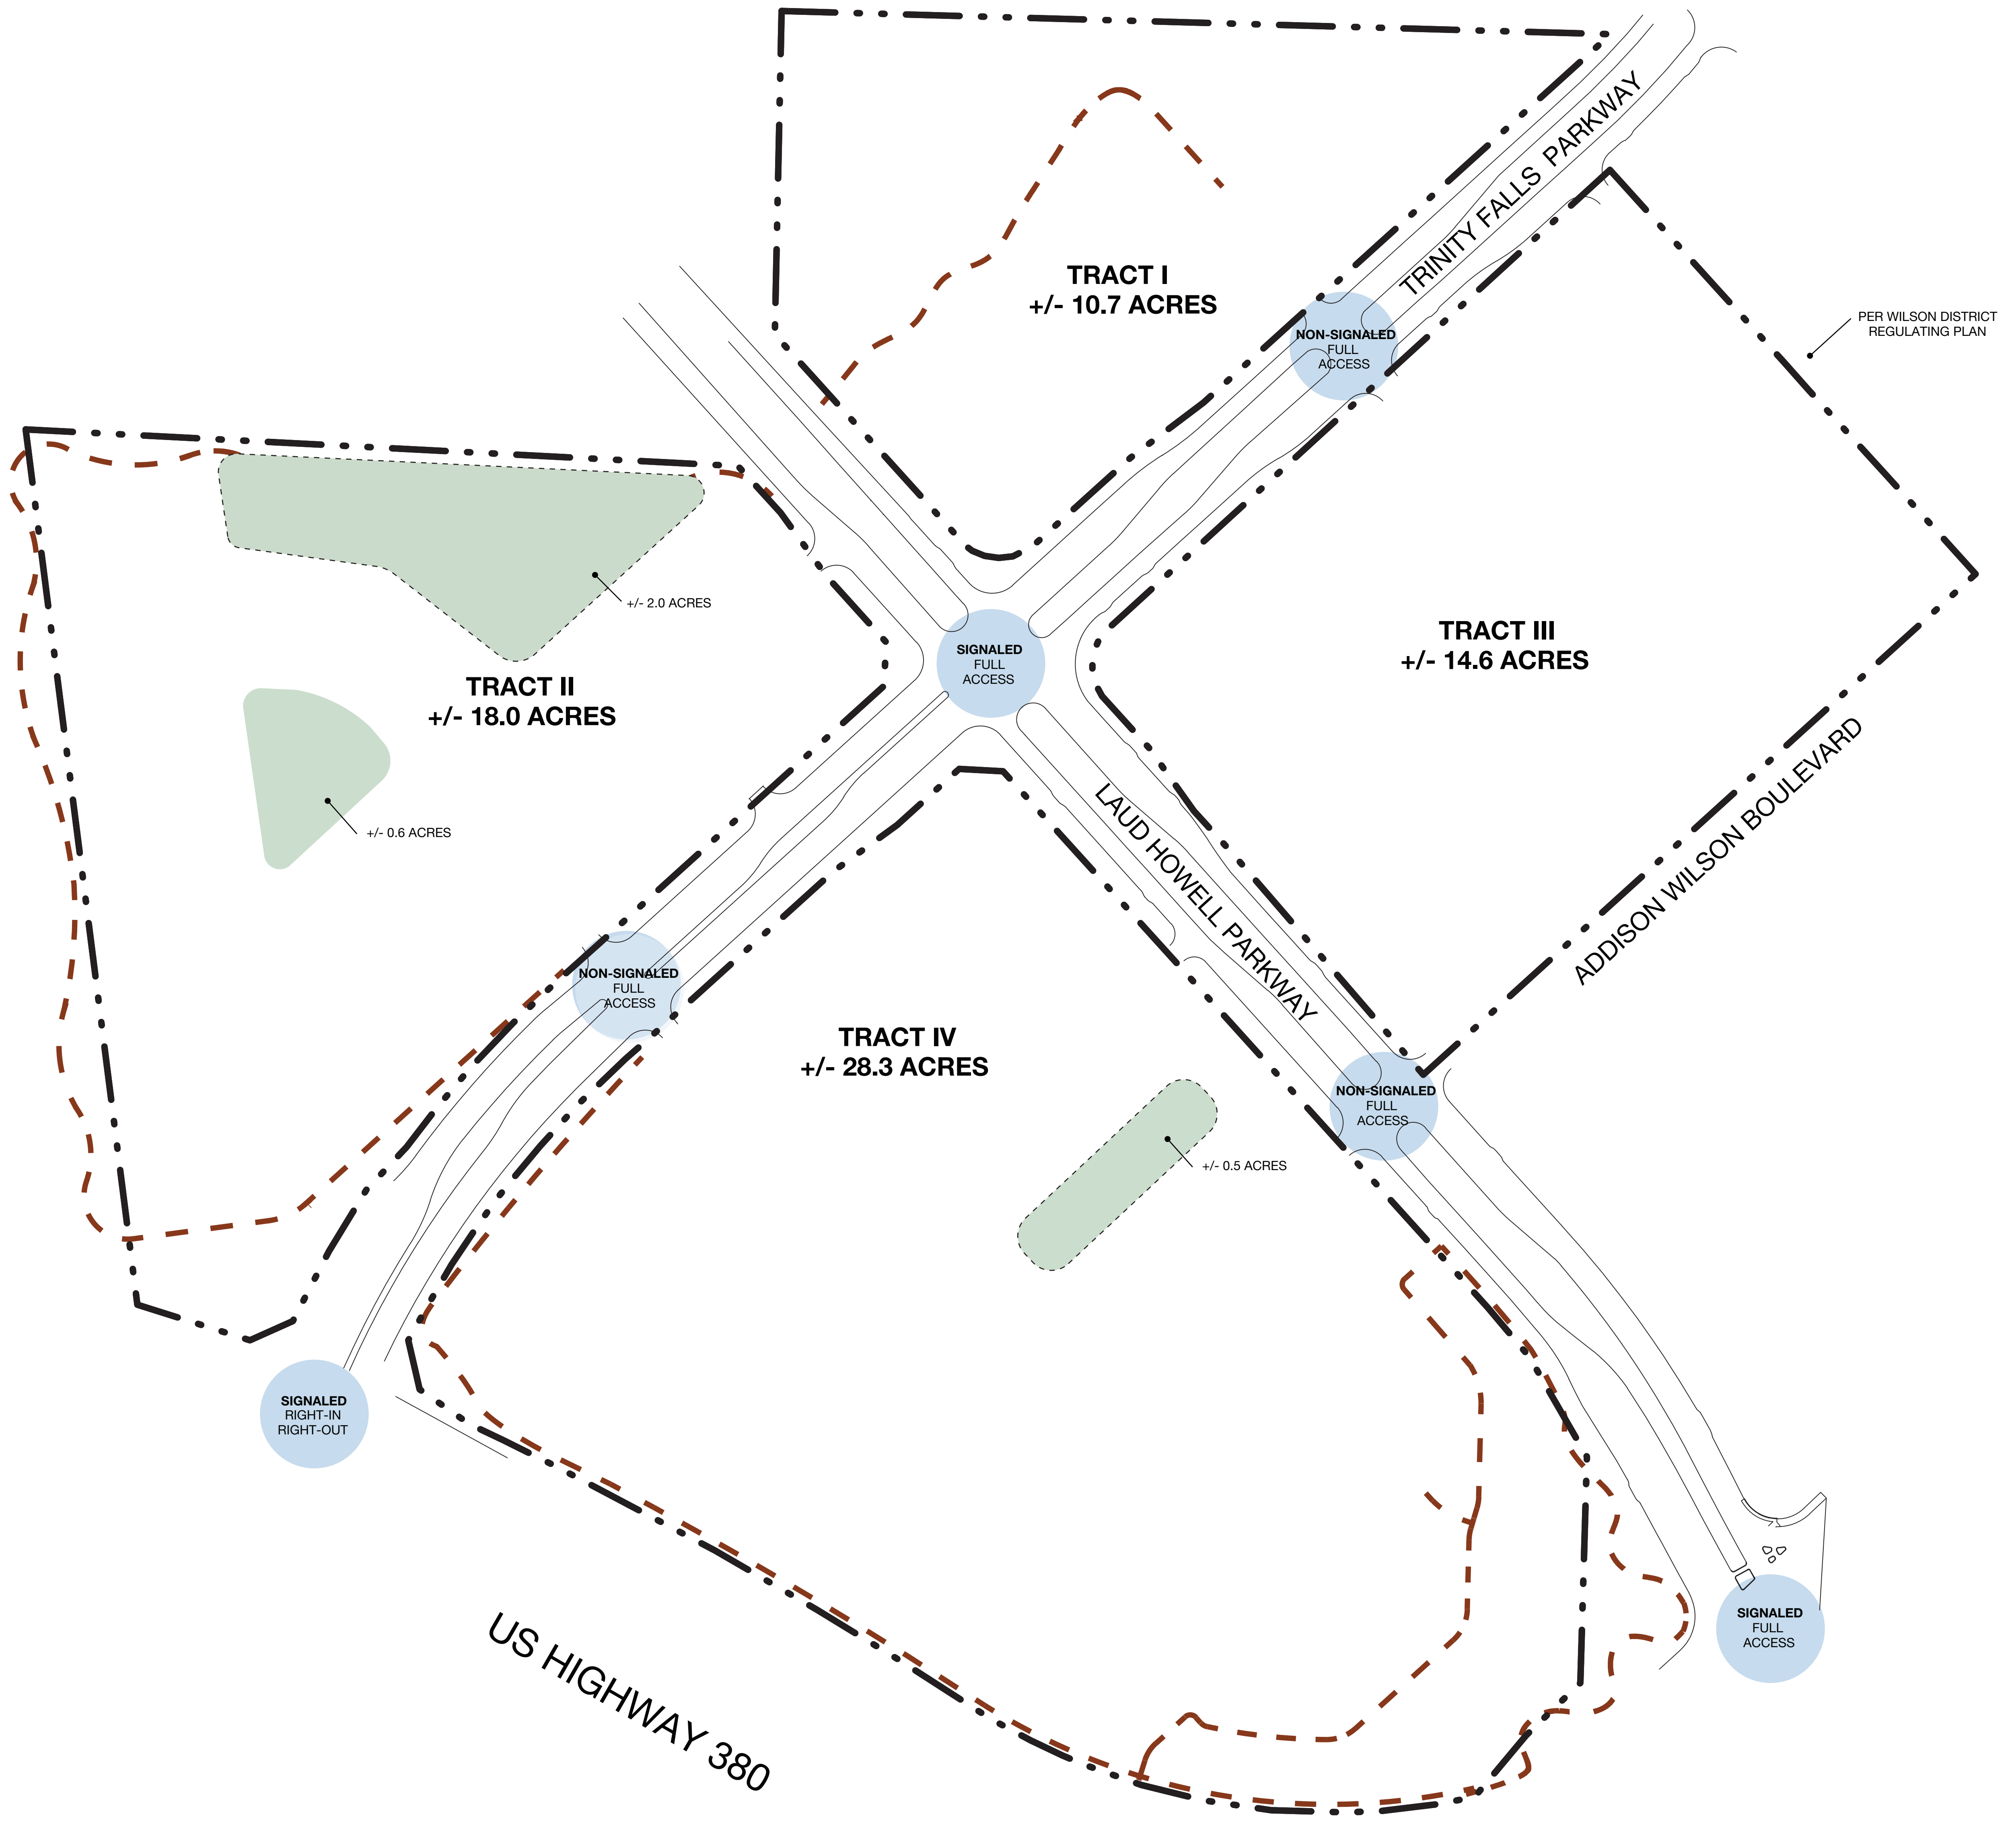 TRINITY FALLS PARKWAY
TRACT I
+/- 10.7 ACRES
NON-SIGNALED
FULL
ACCESS
PER WILSON DISTRICT
REGULATING PLAN
+/- 2.0 ACRES
TRACT III
+/- 14.6 ACRES
SIGNALED
FULL
ACCESS
TRACT II
+/- 18.0 ACRES
+/- 0.6 ACRES
LAUD HOWELL PARKWAY
ADDISON WILSON BOULEVARD
NON-SIGNALED
FULL
ACCESS
TRACT IV
+/- 28.3 ACRES
NON-SIGNALED
FULL
ACCESS
+/- 0.5 ACRES
SIGNALED
RIGHT-IN
RIGHT-OUT
SIGNALED
FULL
ACCESS
US HIGHWAY 380